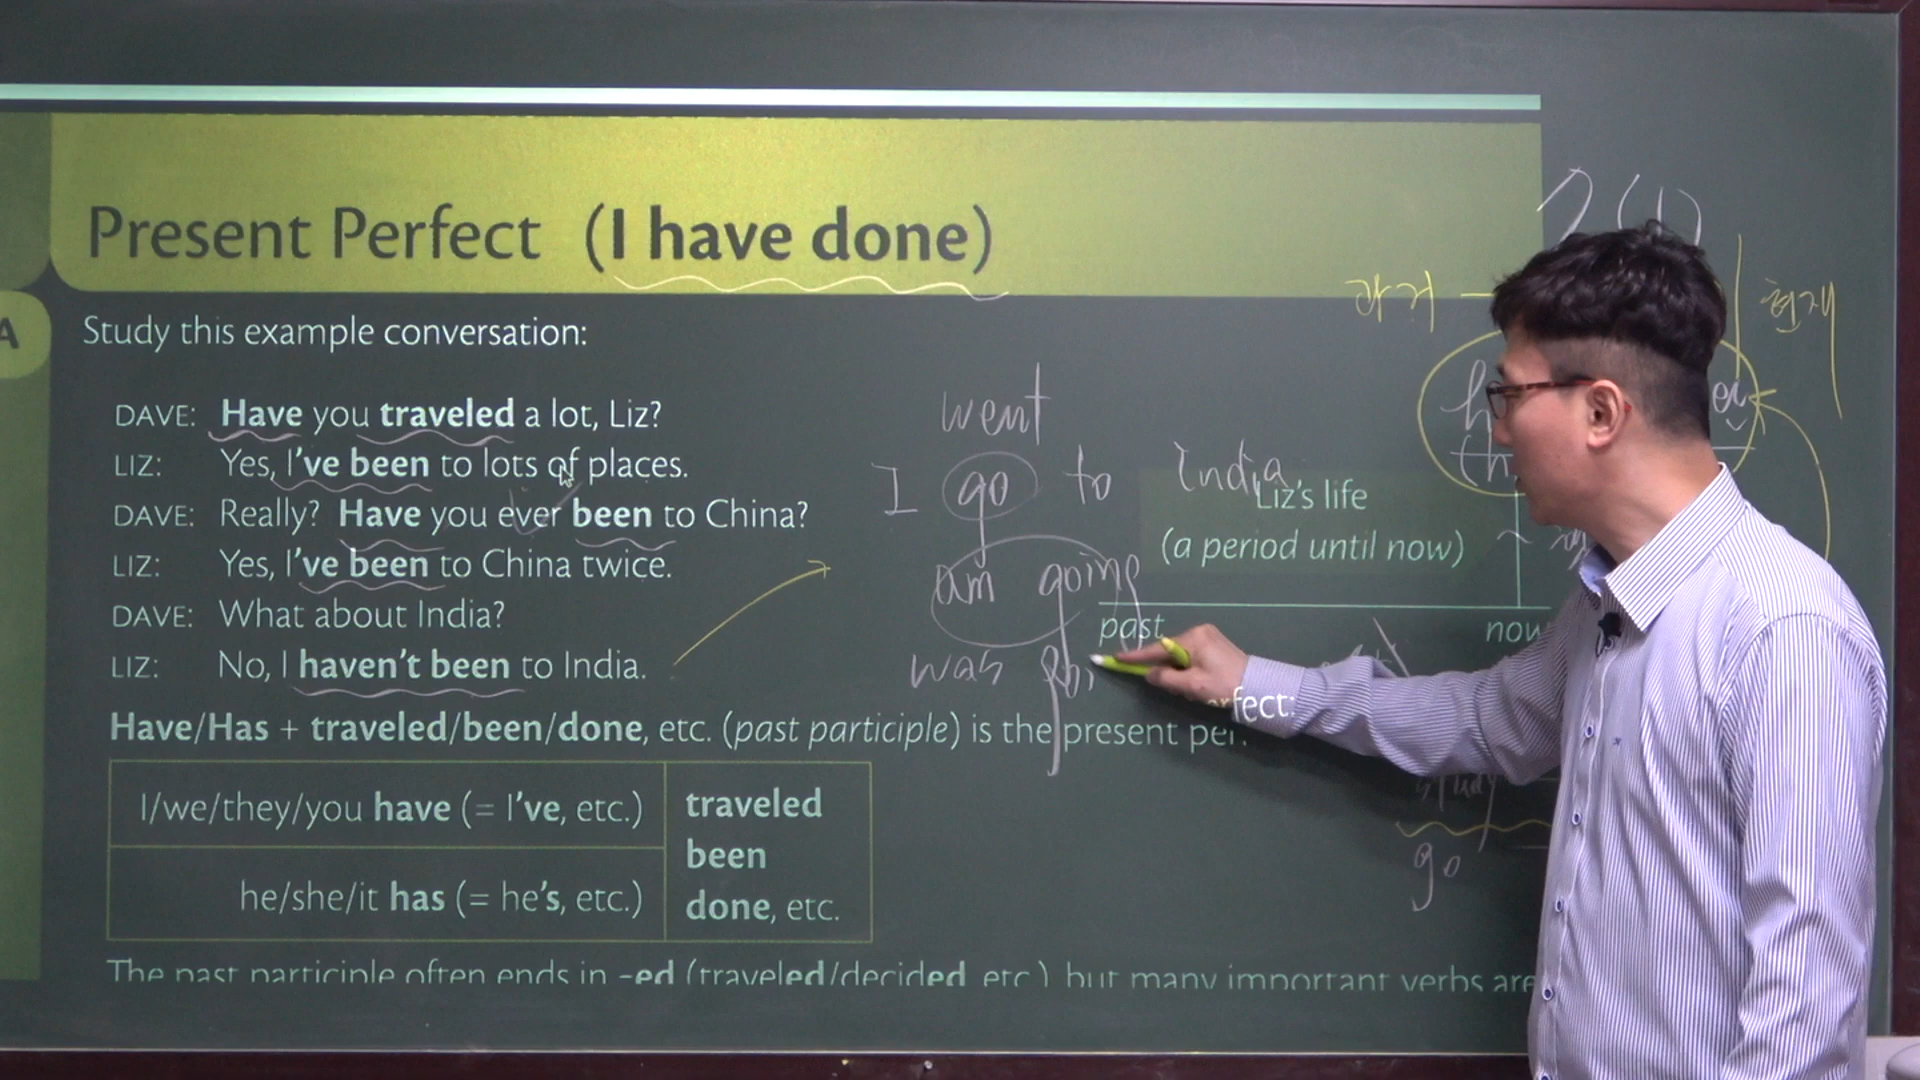 Present Perfect (I have done)
A
Study this example conversation:
DAVE: Have you traveled a lot, Liz?
LIZ: Yes, I've been to lots of places.
DAVE: Really? Have you ever been to China?
LIZ: Yes, I've been to China twice.
DAVE: What about India?
LIZ: No, I haven't been to India.
Have/Has + traveled/been/done, etc. (past participle) is the present perfect:
I/we/they/you have (= I've, etc.)
he/she/it has (= he's, etc.)
traveled
been
done, etc.
The past participle often ends in -ed (traveled/decided, etc.) but many important verbs are
went
I go to India
am going
was
Liz's life
(a period until now)
past
now
과거
현재
study
go